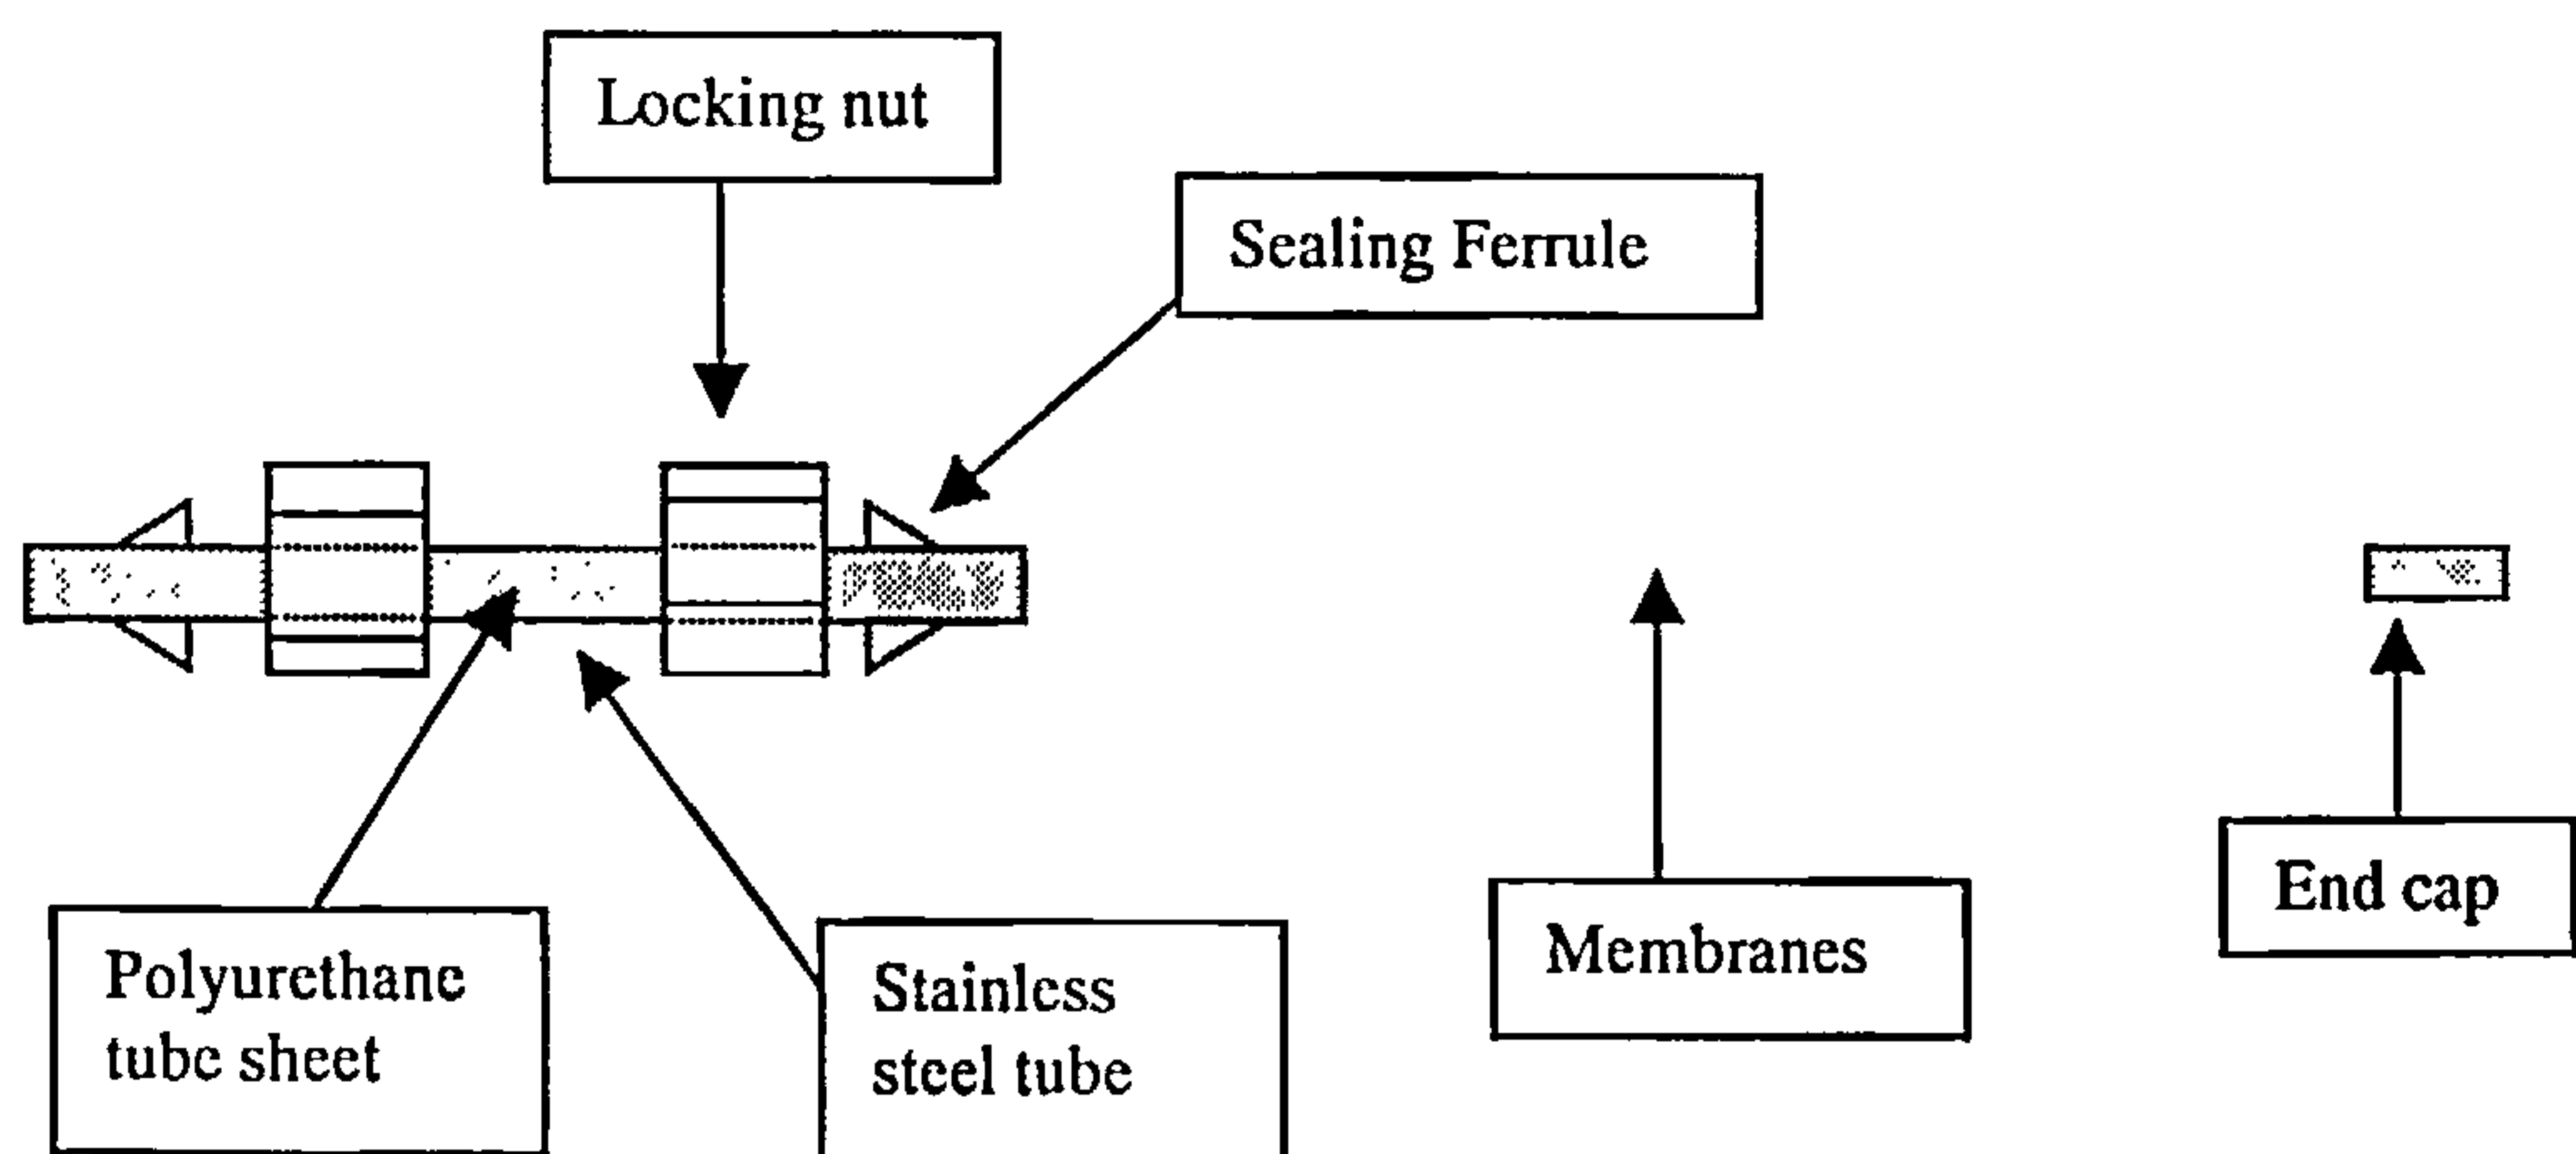 Locking nut
Sealing Ferrule
Polyurethane
tube sheet
Stainless
steel tube
Membranes
End cap